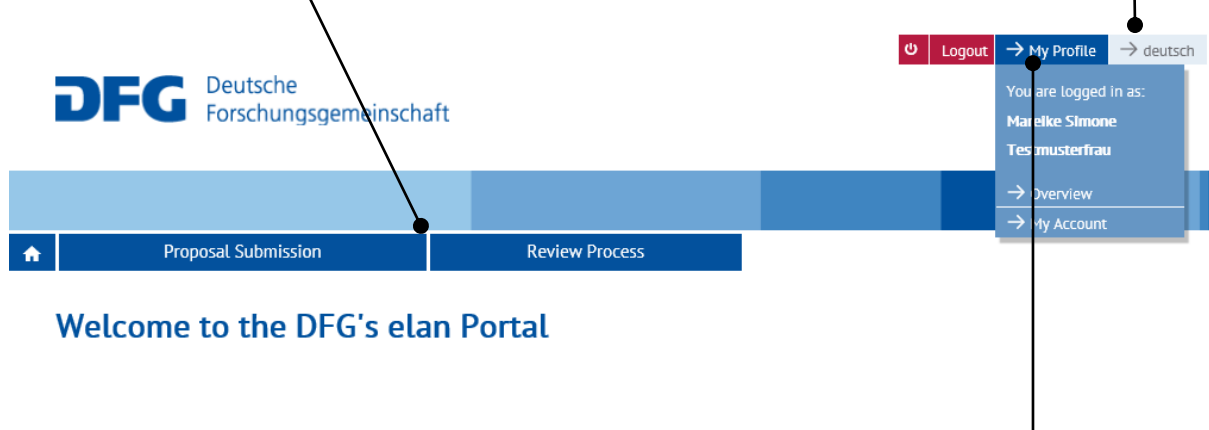 Logout → My Profile → deutsch
DFG Deutsche
Forschungsgemeinschaft
You are logged in as:
Mareike Simone
Testmusterfrau
→ Overview
→ My Account
Proposal Submission Review Process
Welcome to the DFG's elan Portal